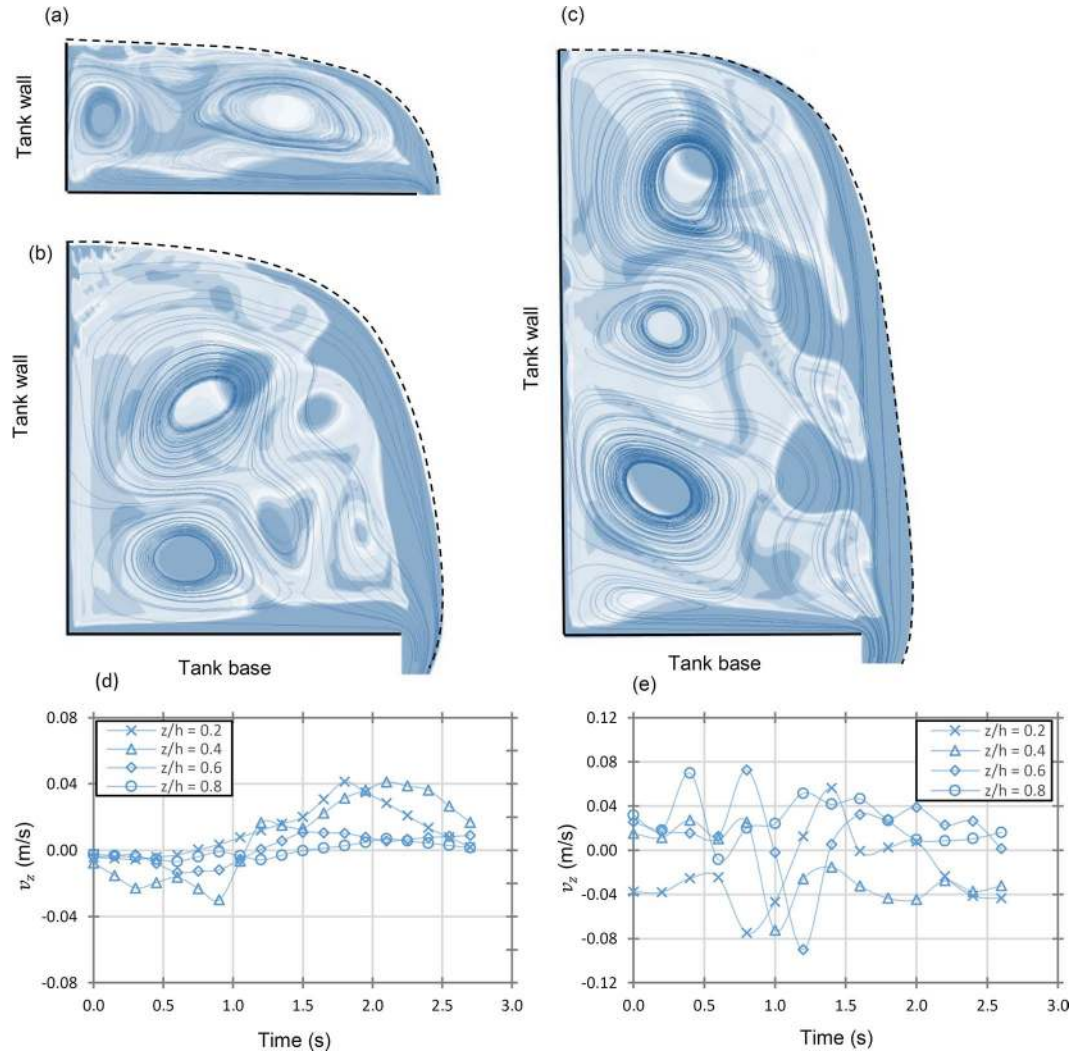 (a)
Tank wall
(b)
Tank wall
Tank base
(c)
Tank wall
Tank base
(d)
0.08
0.04
0.00
-0.04
-0.08
v_z (m/s)
z/h = 0.2
z/h = 0.4
z/h = 0.6
z/h = 0.8
0.0 0.5 1.0 1.5 2.0 2.5 3.0
Time (s)
(e)
0.12
0.08
0.04
0.00
-0.04
-0.08
-0.12
v_z (m/s)
z/h = 0.2
z/h = 0.4
z/h = 0.6
z/h = 0.8
0.0 0.5 1.0 1.5 2.0 2.5 3.0
Time (s)